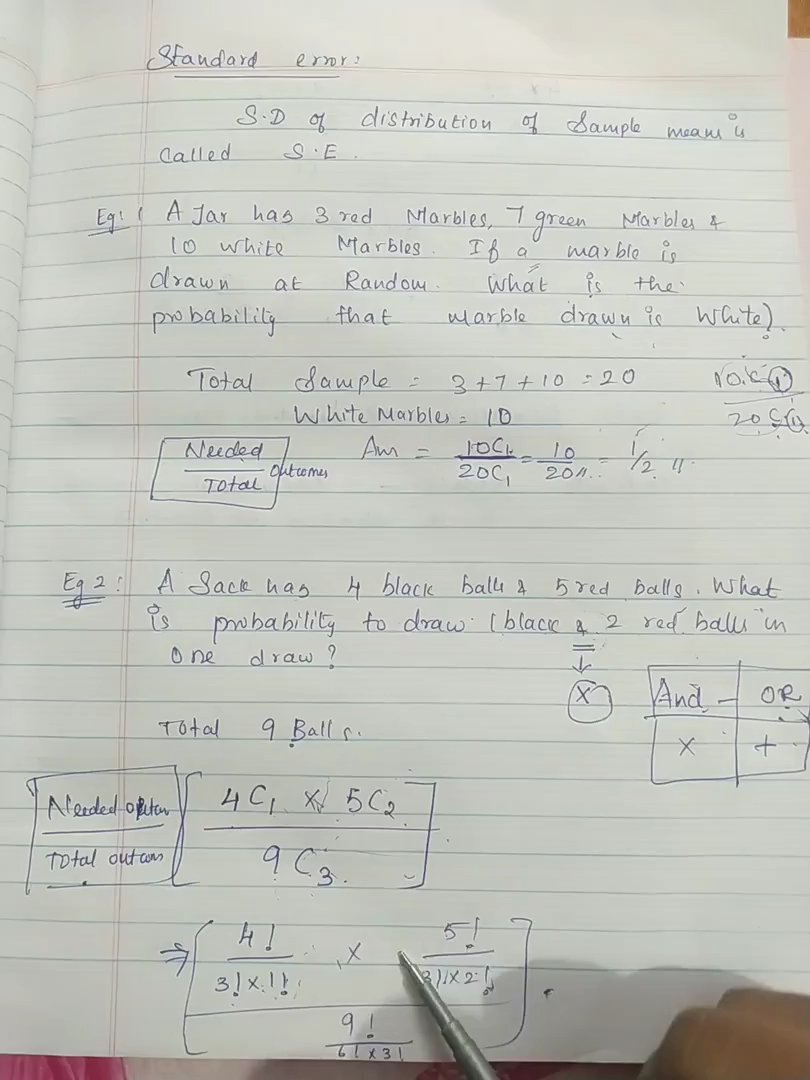 Standard error:
S.D of distribution of Sample means is
Called S.E.
Eg: 1 A Jar has 3 red Marbles, 7 green Marbles &
10 white Marbles. If a marble is
drawn at Random. What is the
probability that marble drawn is White).
Total Sample = 3+7+10 = 20
White Marbles = 10
Needed
Total
Outcomes
Ans = 10C1/20C1 = 10/20 = 1/2 "
10C1
20C1
Eg 2: A Sack has 4 black balls & 5 red balls. What
is probability to draw 1 black & 2 red balls in
one draw?
X
And - OR
X +
Total 9 Balls.
Needed
Total outcom
4C1 X 5C2
9C3.
⇒ 4! X 5!
3! X 1! 3! X 2!
9!
6! X 3!